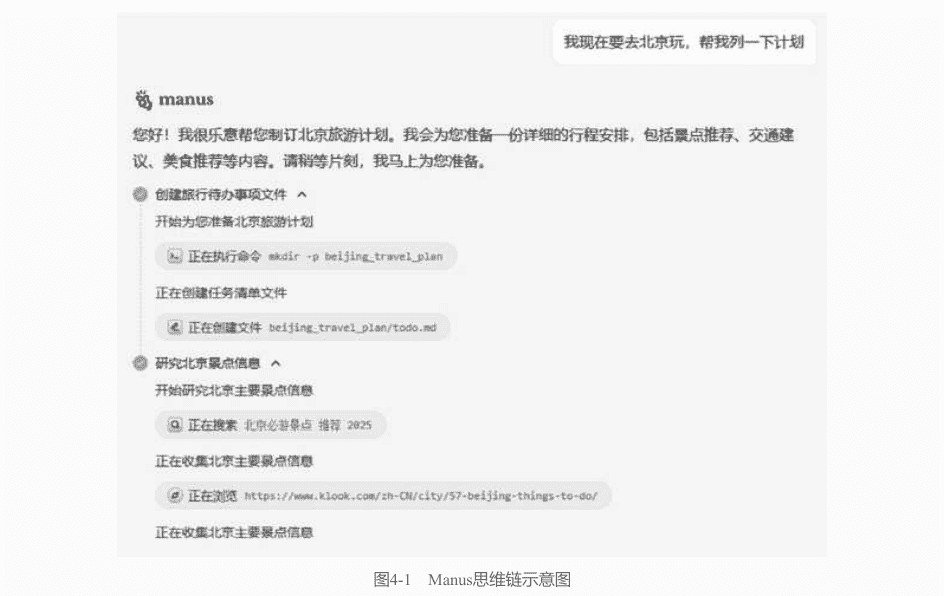 我现在要去北京玩，帮我列一下计划
manus
您好！我很乐意帮您制订北京旅游计划。我会为您准备一份详细的行程安排，包括景点推荐、交通建
议、美食推荐等内容。请稍等片刻，我马上为您准备。
创建旅行待办事项文件
开始为您准备北京旅游计划
正在执行命令 mkdir -p beijing_travel_plan
正在创建任务清单文件
正在创建文件 beijing_travel_plan/todo.md
研究北京景点信息
开始研究北京主要景点信息
正在搜索 北京必游景点 推荐 2025
正在收集北京主要景点信息
正在浏览 https://www.klook.com/zh-CN/city/57-beijing-things-to-do/
正在收集北京主要景点信息
图4-1 Manus思维链示意图